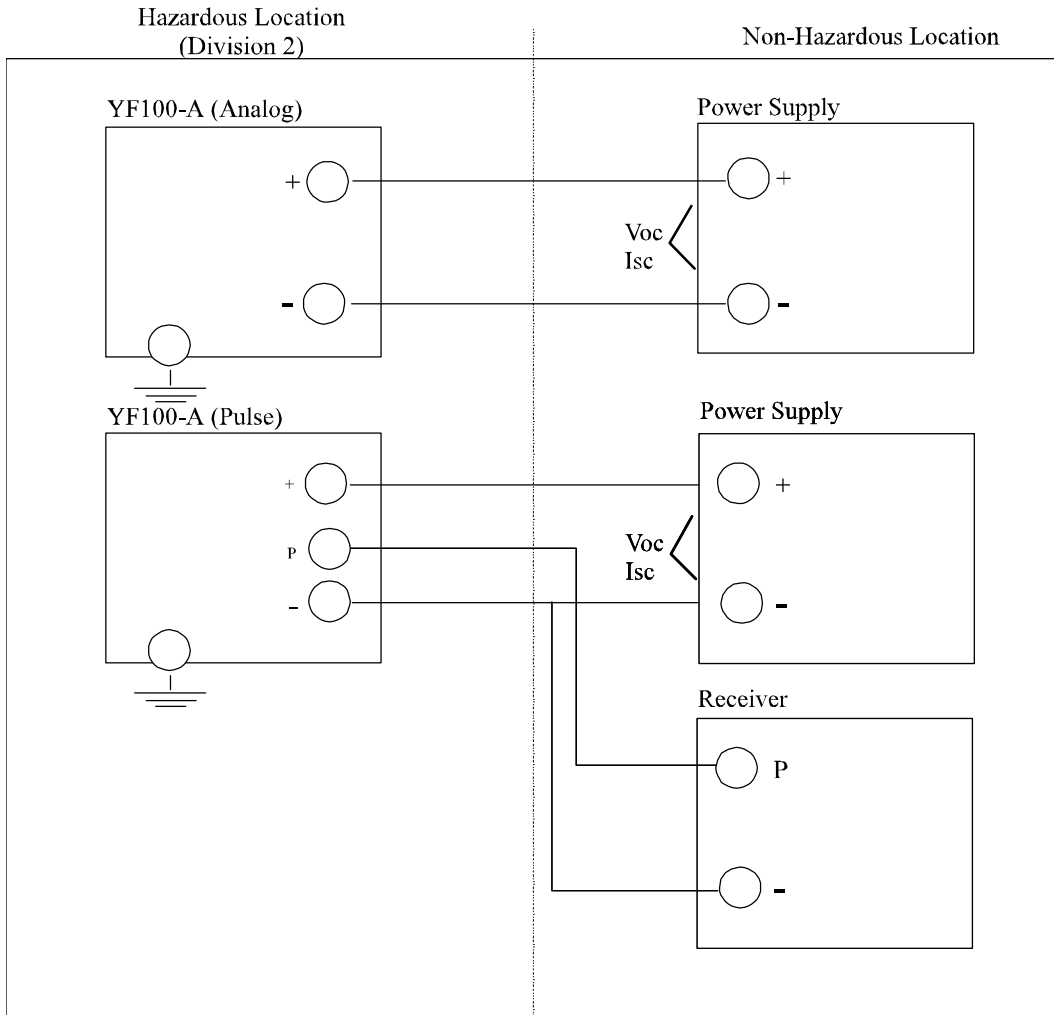 Hazardous Location
(Division 2)
Non-Hazardous Location
YF100-A (Analog)
Power Supply
+
+
Voc
Isc
-
-
YF100-A (Pulse)
Power Supply
+
+
P
Voc
Isc
-
-
Receiver
P
-